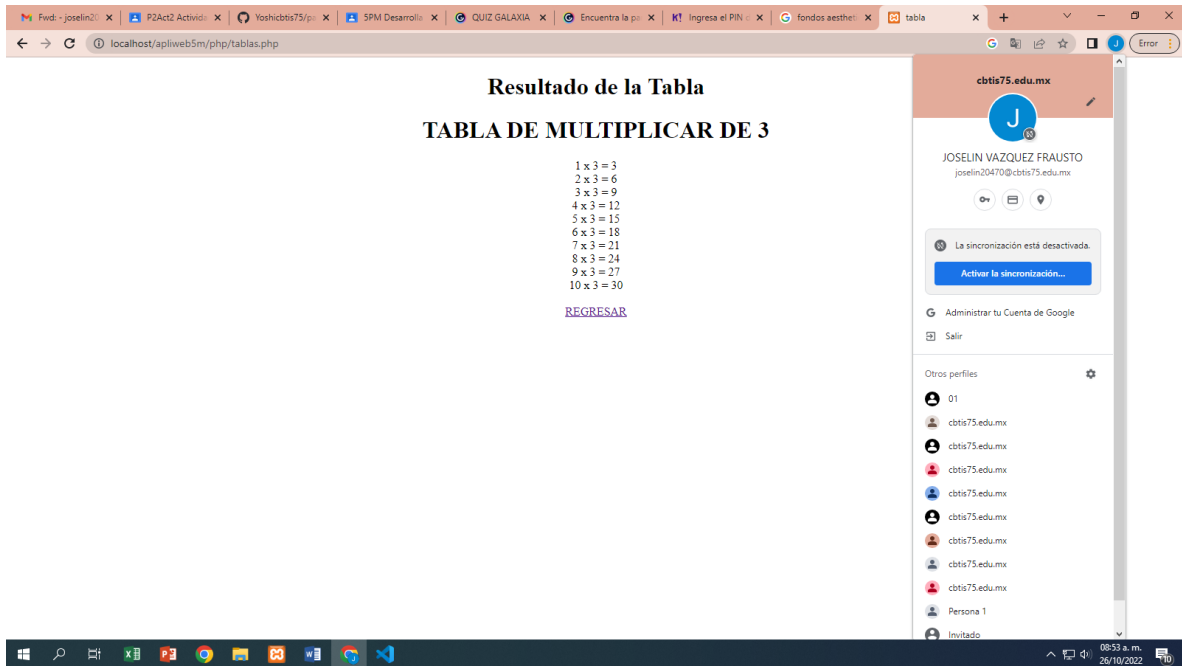 Fwd: - joselin20
P2Act2 Activida
Yoshicbtis75/pa
5PM Desarrolla
QUIZ GALAXIA
Encuentra la pa
K! Ingresa el PIN d
fondos aestheti
tabla
localhost/apliweb5m/php/tablas.php
J
Error
Resultado de la Tabla
TABLA DE MULTIPLICAR DE 3
1 x 3 = 3
2 x 3 = 6
3 x 3 = 9
4 x 3 = 12
5 x 3 = 15
6 x 3 = 18
7 x 3 = 21
8 x 3 = 24
9 x 3 = 27
10 x 3 = 30
REGRESAR
cbtis75.edu.mx
J
JOSELIN VAZQUEZ FRAUSTO
joselin20470@cbtis75.edu.mx
La sincronización está desactivada.
Activar la sincronización...
Administrar tu Cuenta de Google
Salir
Otros perfiles
01
cbtis75.edu.mx
cbtis75.edu.mx
cbtis75.edu.mx
cbtis75.edu.mx
cbtis75.edu.mx
cbtis75.edu.mx
cbtis75.edu.mx
cbtis75.edu.mx
Persona 1
Invitado
08:53 a. m.
26/10/2022
10